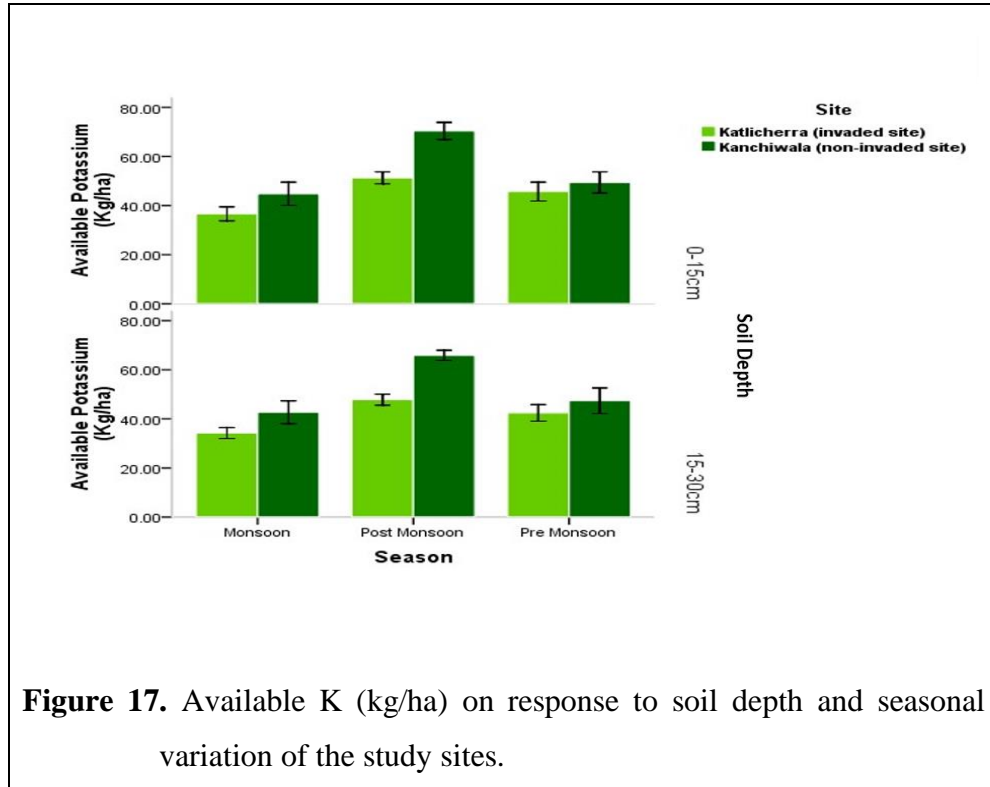 Site
Katlicherra (invaded site)
Kanchiwala (non-invaded site)
Available Potassium
(Kg/ha)
80.00
60.00
40.00
20.00
0.00
0-15cm
Available Potassium
(Kg/ha)
80.00
60.00
40.00
20.00
0.00
15-30cm
Soil Depth
Monsoon Post Monsoon Pre Monsoon
Season
Figure 17. Available K (kg/ha) on response to soil depth and seasonal
variation of the study sites.